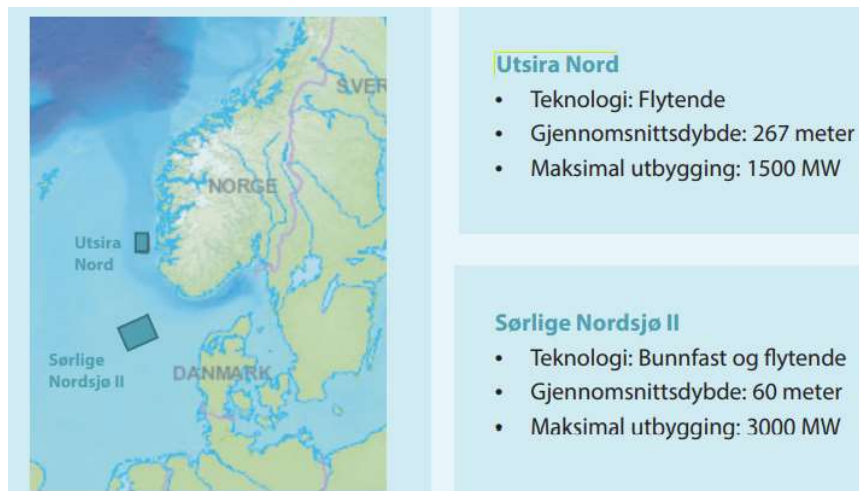 SVER
NORGE
Utsira
Nord
Sørlige
Nordsjø II
DANMARK
Utsira Nord
• Teknologi: Flytende
• Gjennomsnittsdybde: 267 meter
• Maksimal utbygging: 1500 MW
Sørlige Nordsjø II
• Teknologi: Bunnfast og flytende
• Gjennomsnittsdybde: 60 meter
• Maksimal utbygging: 3000 MW